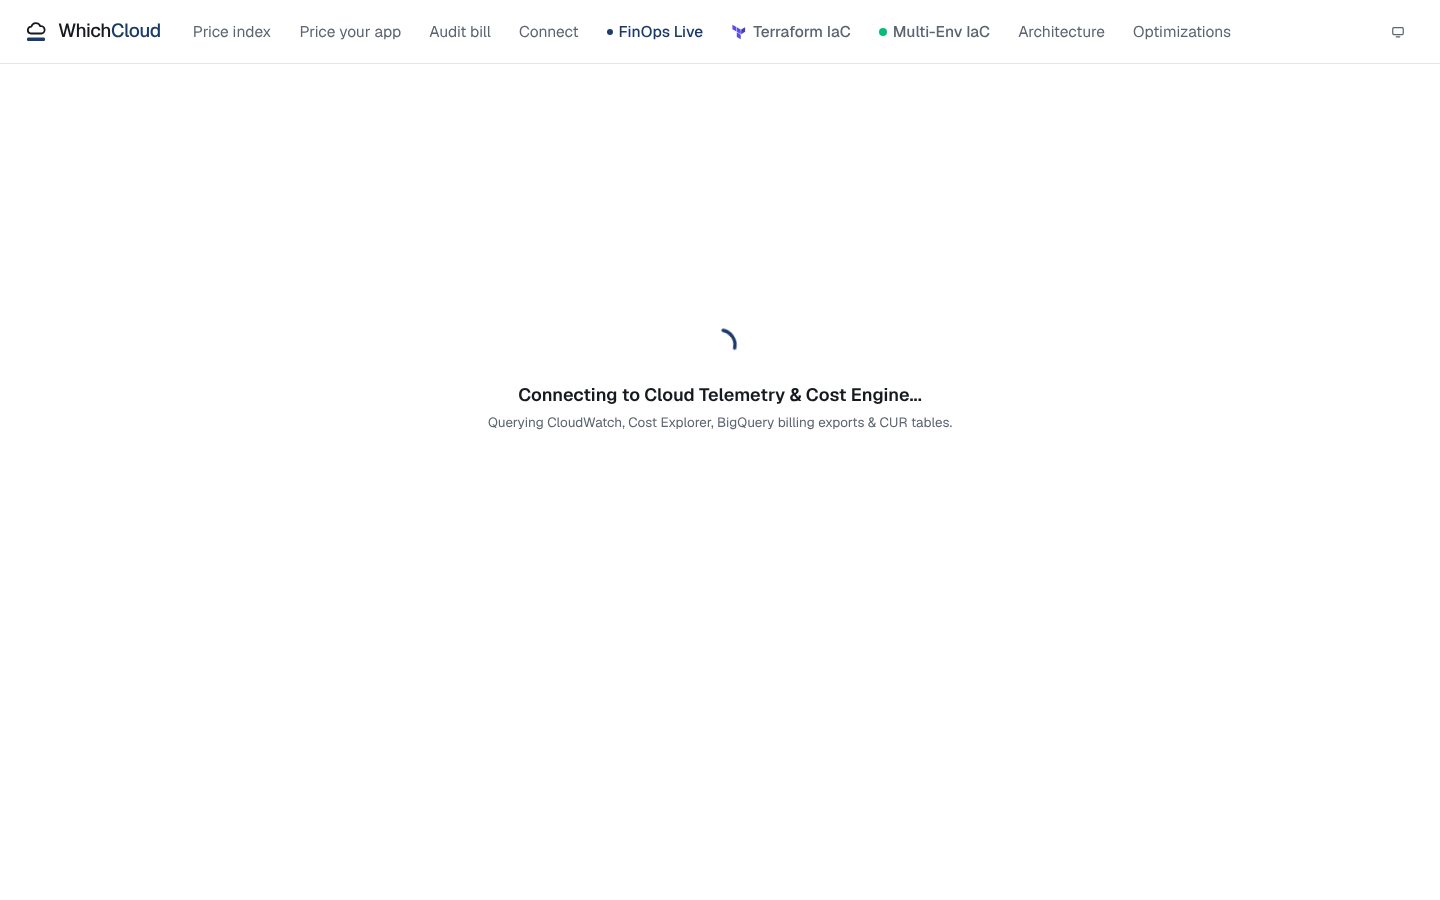 WhichCloud Price index Price your app Audit bill Connect FinOps Live Terraform IaC Multi-Env IaC Architecture Optimizations
Connecting to Cloud Telemetry & Cost Engine...
Querying CloudWatch, Cost Explorer, BigQuery billing exports & CUR tables.